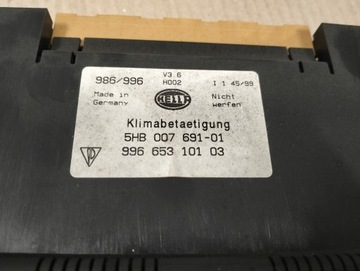 986/996 V3.6 I 1 45/99
H002
Made in Germany
HELLA
Nicht werfen
Klimabetaetigung
5HB 007 691-01
996 653 101 03